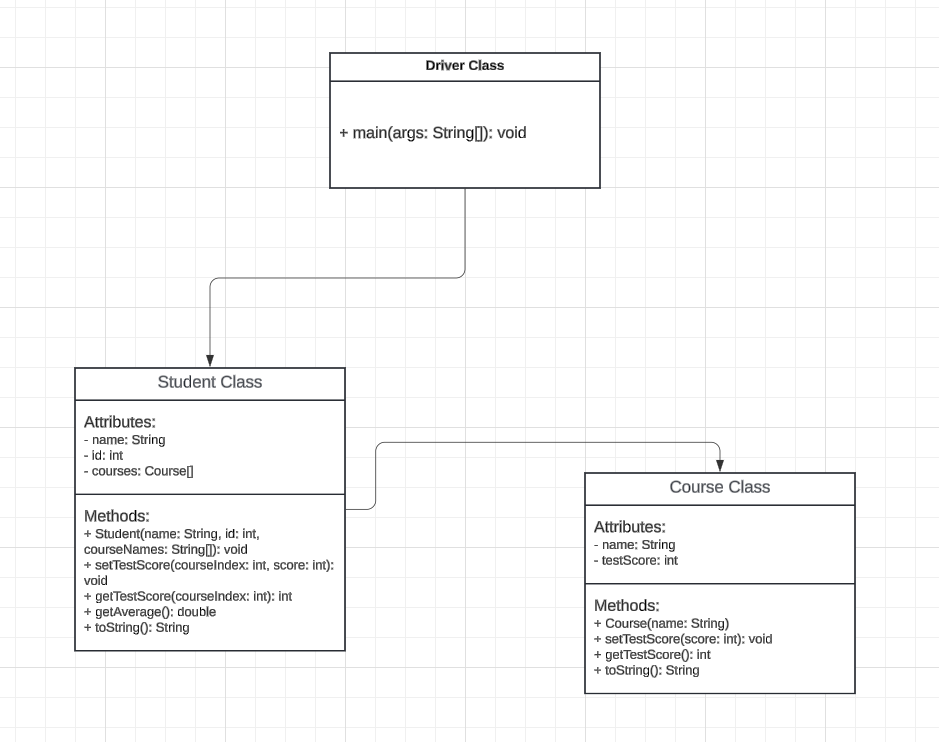 Driver Class
+ main(args: String[]): void
Student Class
Attributes:
- name: String
- id: int
- courses: Course[]
Methods:
+ Student(name: String, id: int,
courseNames: String[]): void
+ setTestScore(courseIndex: int, score: int):
void
+ getTestScore(courseIndex: int): int
+ getAverage(): double
+ toString(): String
Course Class
Attributes:
- name: String
- testScore: int
Methods:
+ Course(name: String)
+ setTestScore(score: int): void
+ getTestScore(): int
+ toString(): String